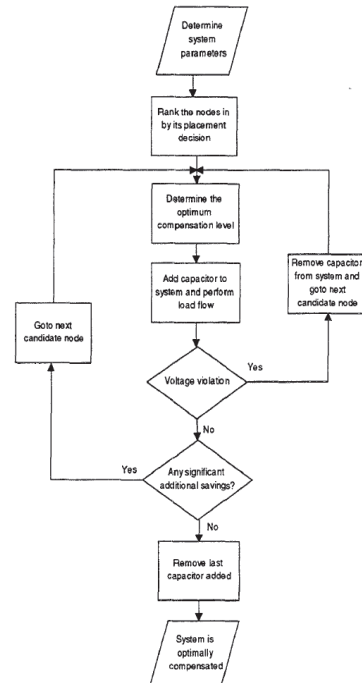 Determine
system
parameters
Rank the nodes in
by its placement
decision
Determine the
optimum
compensation level
Add capacitor to
system and perform
load flow
Remove capacitor
from system and
goto next
candidate node
Goto next
candidate node
Voltage violation
Yes
No
Any significant
additional savings?
Yes
No
Remove last
capacitor added
System is
optimally
compensated